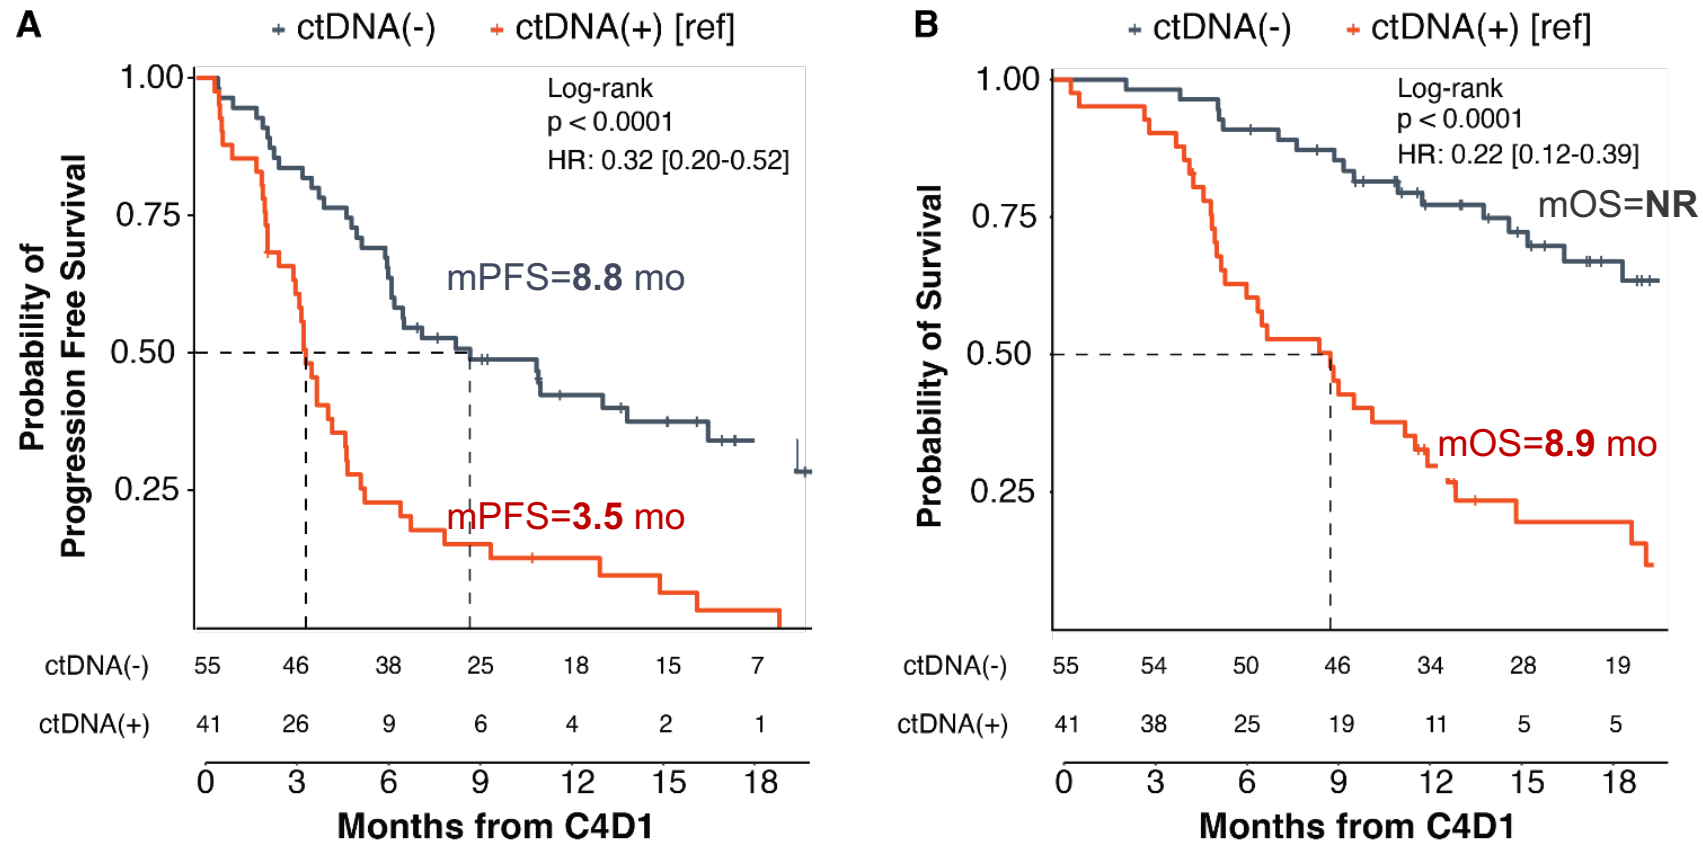 A
ctDNA(-) ctDNA(+) [ref]
Probability of
Progression Free Survival
1.00
0.75
0.50
0.25
Log-rank
p < 0.0001
HR: 0.32 [0.20-0.52]
mPFS=8.8 mo
mPFS=3.5 mo
ctDNA(-) 55 46 38 25 18 15 7
ctDNA(+) 41 26 9 6 4 2 1
0 3 6 9 12 15 18
Months from C4D1
B
ctDNA(-) ctDNA(+) [ref]
Probability of Survival
1.00
0.75
0.50
0.25
Log-rank
p < 0.0001
HR: 0.22 [0.12-0.39]
mOS=NR
mOS=8.9 mo
ctDNA(-) 55 54 50 46 34 28 19
ctDNA(+) 41 38 25 19 11 5 5
0 3 6 9 12 15 18
Months from C4D1